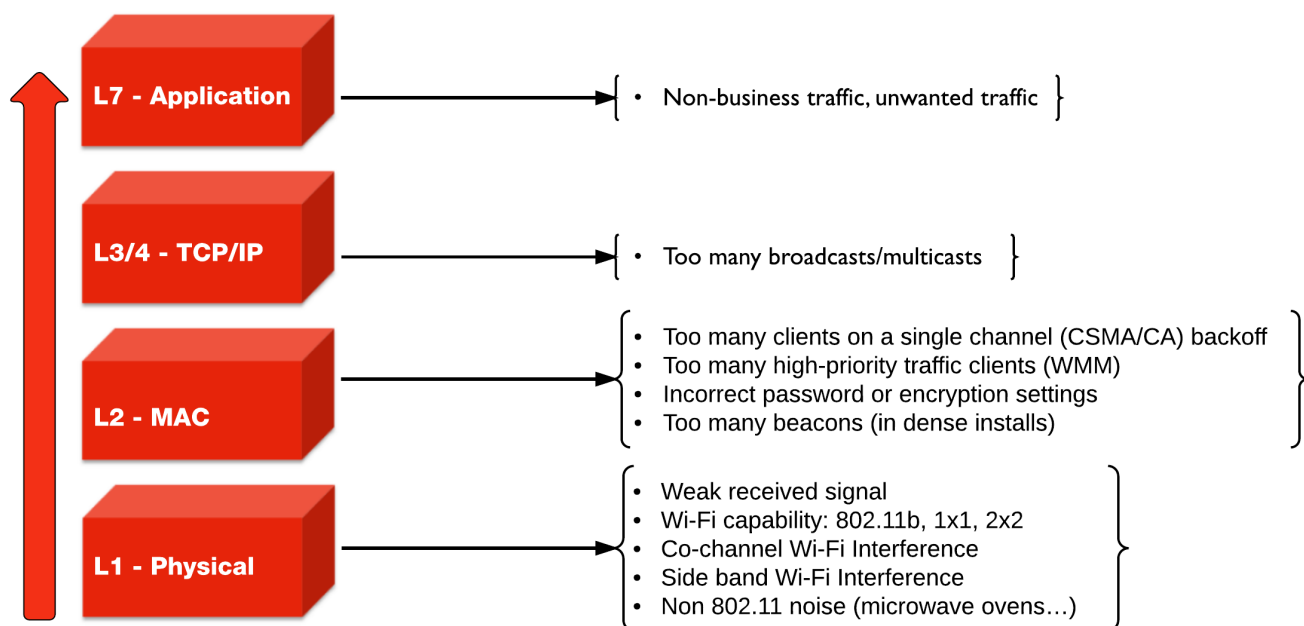 L7 - Application
• Non-business traffic, unwanted traffic
L3/4 - TCP/IP
• Too many broadcasts/multicasts
L2 - MAC
• Too many clients on a single channel (CSMA/CA) backoff
• Too many high-priority traffic clients (WMM)
• Incorrect password or encryption settings
• Too many beacons (in dense installs)
L1 - Physical
• Weak received signal
• Wi-Fi capability: 802.11b, 1x1, 2x2
• Co-channel Wi-Fi Interference
• Side band Wi-Fi Interference
• Non 802.11 noise (microwave ovens…)